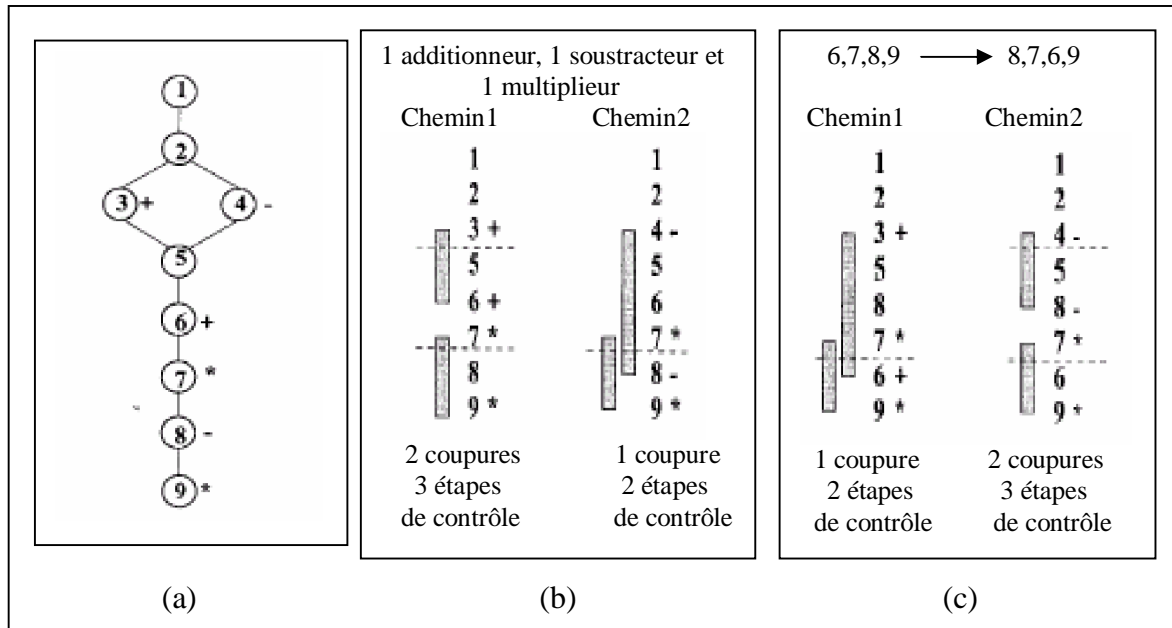 1
2
3 +
4 -
5
6 +
7 *
8 -
9 *
(a)
1 additionneur, 1 soustracteur et
1 multiplieur
Chemin1
1
2
3 +
5
6 +
7 *
8
9 *
2 coupures
3 étapes
de contrôle
Chemin2
1
2
4 -
5
6
7 *
8 -
9 *
1 coupure
2 étapes
de contrôle
(b)
6,7,8,9 → 8,7,6,9
Chemin1
1
2
3 +
5
8
7 *
6 +
9 *
1 coupure
2 étapes
de contrôle
Chemin2
1
2
4 -
5
8 -
7 *
6
9 *
2 coupures
3 étapes
de contrôle
(c)